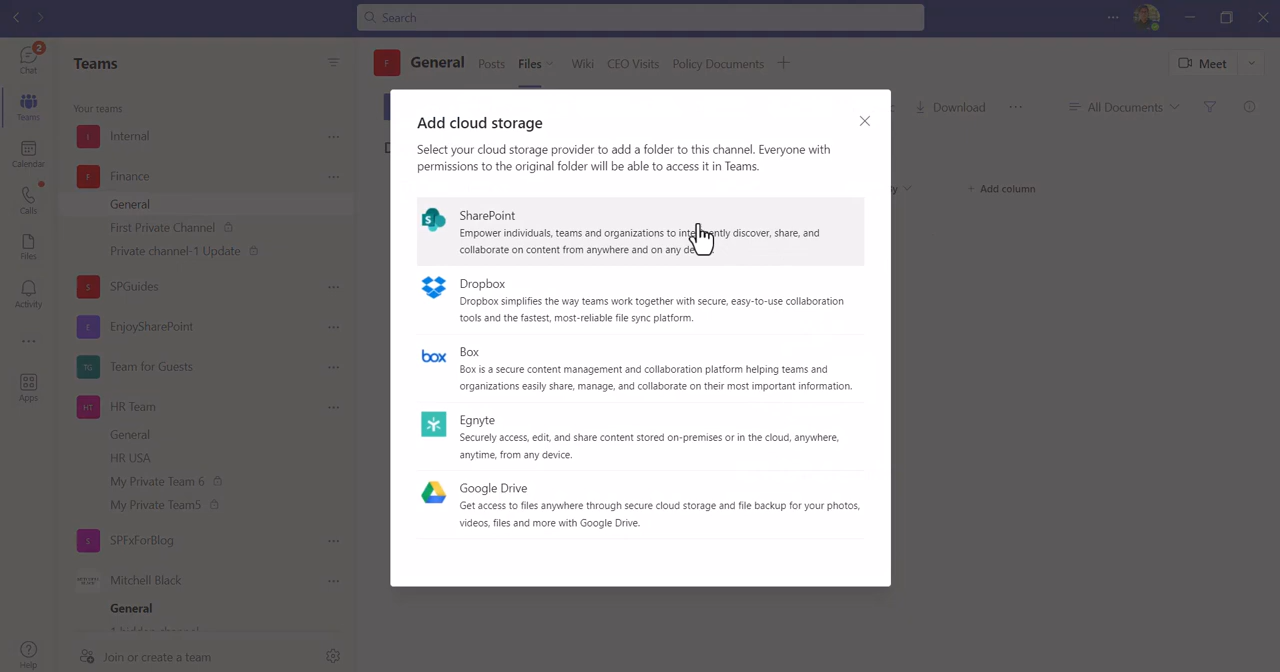 Search
2
Chat
Teams
Calendar
Calls
Files
Activity
Apps
Help
Teams
Your teams
I Internal
F Finance
General
First Private Channel
Private channel-1 Update
S SPGuides
E EnjoySharePoint
TG Team for Guests
HT HR Team
General
HR USA
My Private Team 6
My Private Team5
S SPFxForBlog
Mitchell Black
General
Join or create a team
F General Posts Files Wiki CEO Visits Policy Documents
Meet
Download All Documents
Add column
Add cloud storage
Select your cloud storage provider to add a folder to this channel. Everyone with
permissions to the original folder will be able to access it in Teams.
S SharePoint
Empower individuals, teams and organizations to intelligently discover, share, and
collaborate on content from anywhere and on any
Dropbox
Dropbox simplifies the way teams work together with secure, easy-to-use collaboration
tools and the fastest, most-reliable file sync platform.
box Box
Box is a secure content management and collaboration platform helping teams and
organizations easily share, manage, and collaborate on their most important information.
Egnyte
Securely access, edit, and share content stored on-premises or in the cloud, anywhere,
anytime, from any device.
Google Drive
Get access to files anywhere through secure cloud storage and file backup for your photos,
videos, files and more with Google Drive.